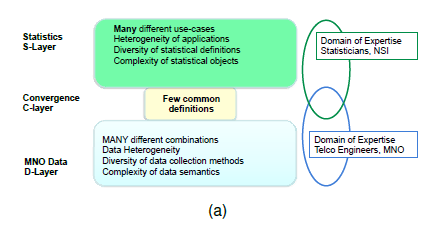 Statistics
S-Layer
Many different use-cases
Heterogeneity of applications
Diversity of statistical definitions
Complexity of statistical objects
Domain of Expertise
Statisticians, NSI
Convergence
C-layer
Few common
definitions
MNO Data
D-Layer
MANY different combinations
Data Heterogeneity
Diversity of data collection methods
Complexity of data semantics
Domain of Expertise
Telco Engineers, MNO
(a)